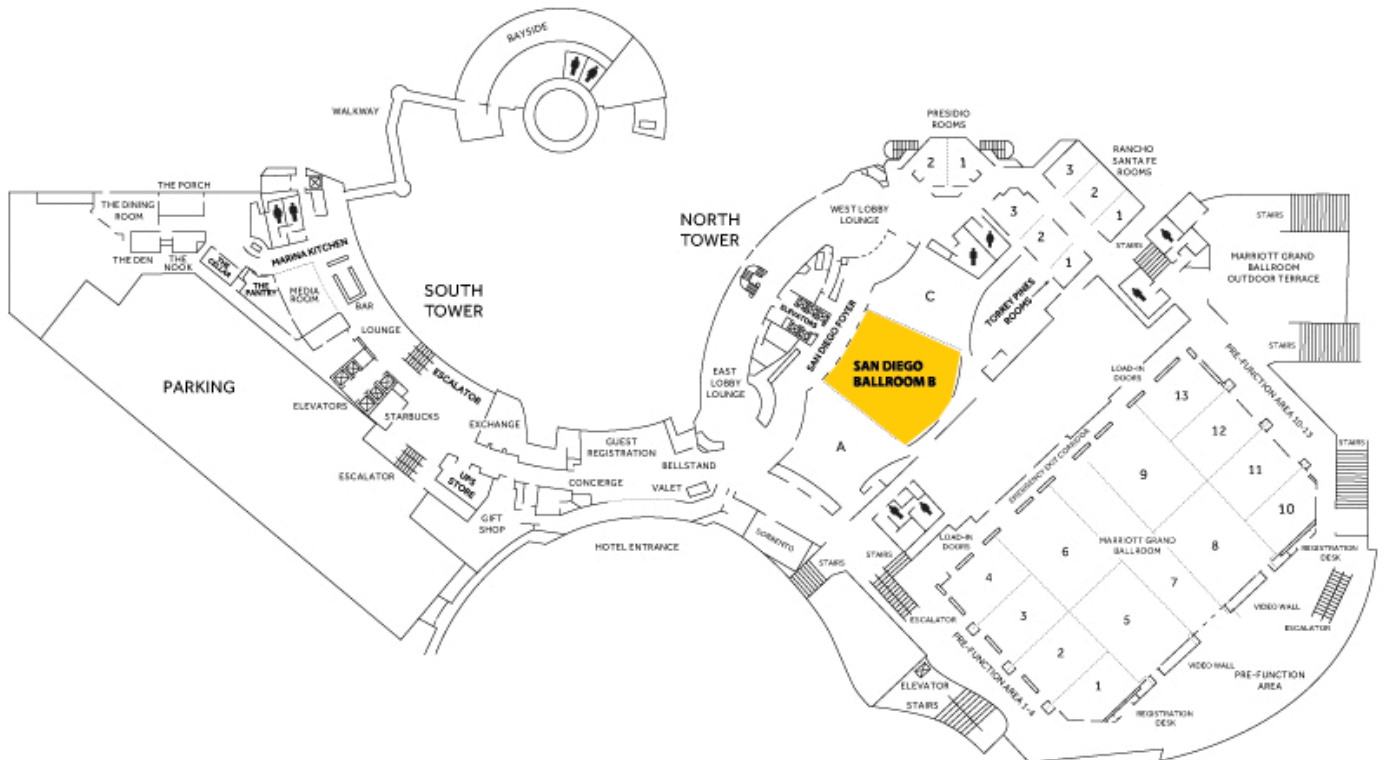 BAYSIDE
WALKWAY
PRESIDIO
ROOMS
2
1
RANCHO
SANTA FE
ROOMS
3
2
1
THE PORCH
THE DINING
ROOM
THE DEN
THE
NOOK
MARINA KITCHEN
THE
CELLAR
THE
PANTRY
MEDIA
ROOM
BAR
LOUNGE
SOUTH
TOWER
NORTH
TOWER
WEST LOBBY
LOUNGE
3
2
1
TORREY PINES
ROOMS
STAIRS
STAIRS
MARRIOTT GRAND
BALLROOM
OUTDOOR TERRACE
STAIRS
ELEVATORS
SAN DIEGO FOYER
C
SAN DIEGO
BALLROOM B
A
EAST
LOBBY
LOUNGE
PARKING
ELEVATORS
ESCALATOR
STARBUCKS
EXCHANGE
ESCALATOR
UPS
STORE
GIFT
SHOP
GUEST
REGISTRATION
BELLSTAND
CONCIERGE
VALET
HOTEL ENTRANCE
SORRENTO
STAIRS
STAIRS
ESCALATOR
LOAD-IN
DOORS
EMERGENCY EXIT CORRIDOR
LOAD-IN
DOORS
PRE-FUNCTION AREA 10-13
STAIRS
13
12
11
10
9
8
MARRIOTT GRAND
BALLROOM
7
6
5
4
3
2
1
REGISTRATION
DESK
VIDEO WALL
ESCALATOR
VIDEO WALL
PRE-FUNCTION
AREA
REGISTRATION
DESK
PRE-FUNCTION AREA 1-4
ELEVATOR
STAIRS